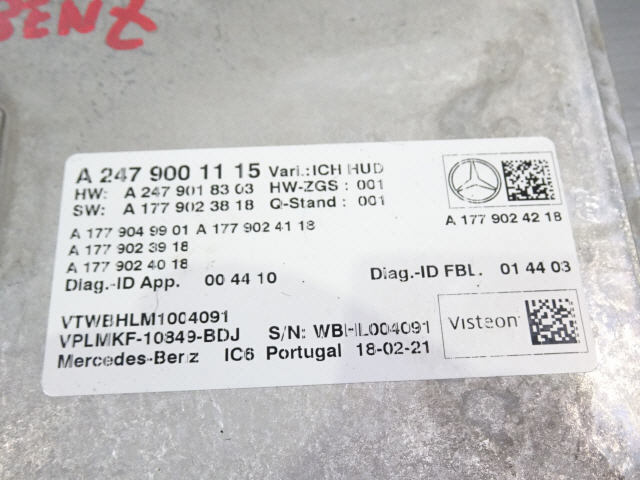 BENZ
A 247 900 11 15 Vari.:ICH HUD
HW: A 247 901 83 03 HW-ZGS : 001
SW: A 177 902 38 18 Q-Stand : 001
A 177 904 99 01 A 177 902 41 18
A 177 902 39 18
A 177 902 40 18
A 177 902 42 18
Diag.-ID App. 00 44 10 Diag.-ID FBL. 01 44 03
VTWBHLM1004091
VPLMKF-10849-BDJ S/N: WBHL004091
Mercedes-Benz IC6 Portugal 18-02-21
Visteon